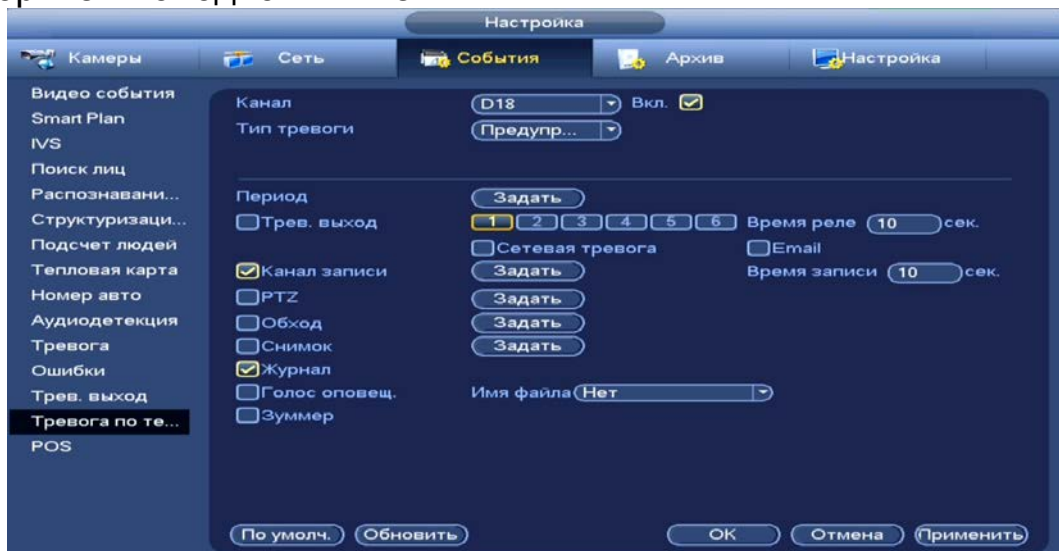 Настройка
Камеры Сеть События Архив Настройка
Видео события
Smart Plan
IVS
Поиск лиц
Распознавани...
Структуризаци...
Подсчет людей
Тепловая карта
Номер авто
Аудиодетекция
Тревога
Ошибки
Трев. выход
Тревога по те...
POS
Канал D18 Вкл.
Тип тревоги Предупр...
Период Задать
Трев. выход 1 2 3 4 5 6 Время реле 10 сек.
Сетевая тревога Email
Канал записи Задать Время записи 10 сек.
PTZ Задать
Обход Задать
Снимок Задать
Журнал
Голос оповещ. Имя файла Нет
Зуммер
По умолч. Обновить OK Отмена Применить